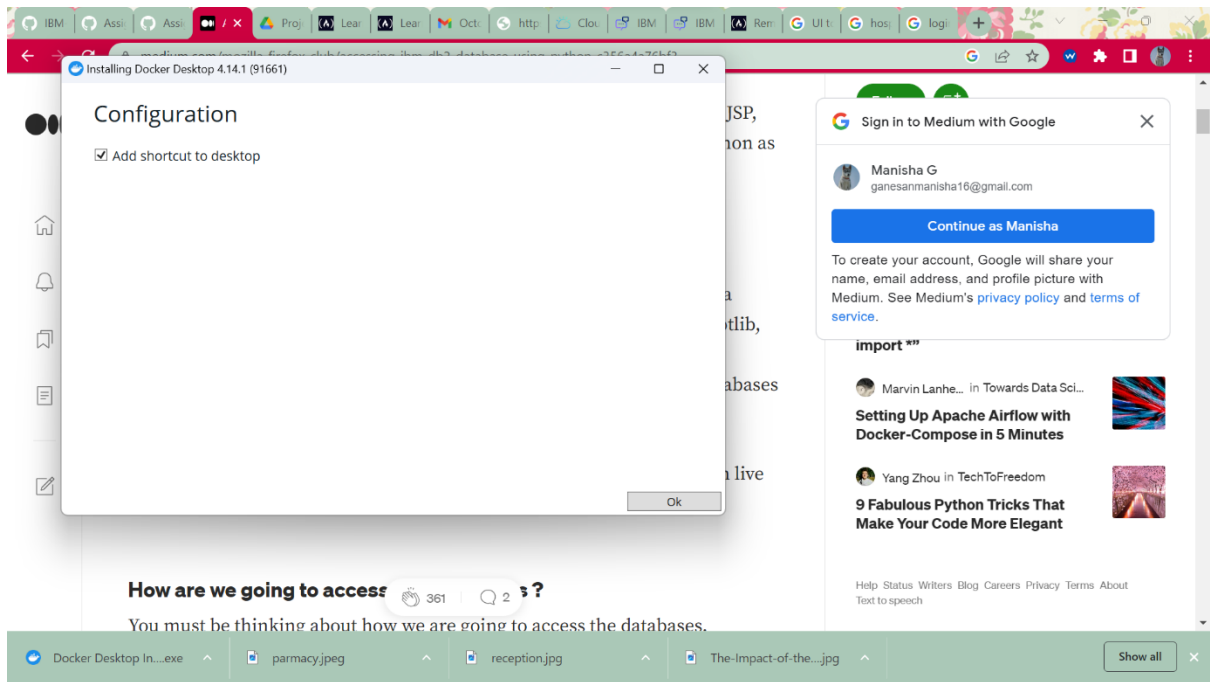 IBM
Assi
Assi
/
Proj
Lear
Lear
Octo
http
Clou
IBM
IBM
Ren
UI t
hos
logi
Installing Docker Desktop 4.14.1 (91661)
Configuration
Add shortcut to desktop
Ok
JSP,
on as
a
tlib,
abases
live
How are we going to access
s ?
361
2
You must be thinking about how we are going to access the databases.
Sign in to Medium with Google
Manisha G
ganesanmanisha16@gmail.com
Continue as Manisha
To create your account, Google will share your
name, email address, and profile picture with
Medium. See Medium's privacy policy and terms of
service.
import *”
Marvin Lanhe... in Towards Data Sci...
Setting Up Apache Airflow with
Docker-Compose in 5 Minutes
Yang Zhou in TechToFreedom
9 Fabulous Python Tricks That
Make Your Code More Elegant
Help Status Writers Blog Careers Privacy Terms About
Text to speech
Docker Desktop In....exe
parmacy.jpeg
reception.jpg
The-Impact-of-the....jpg
Show all